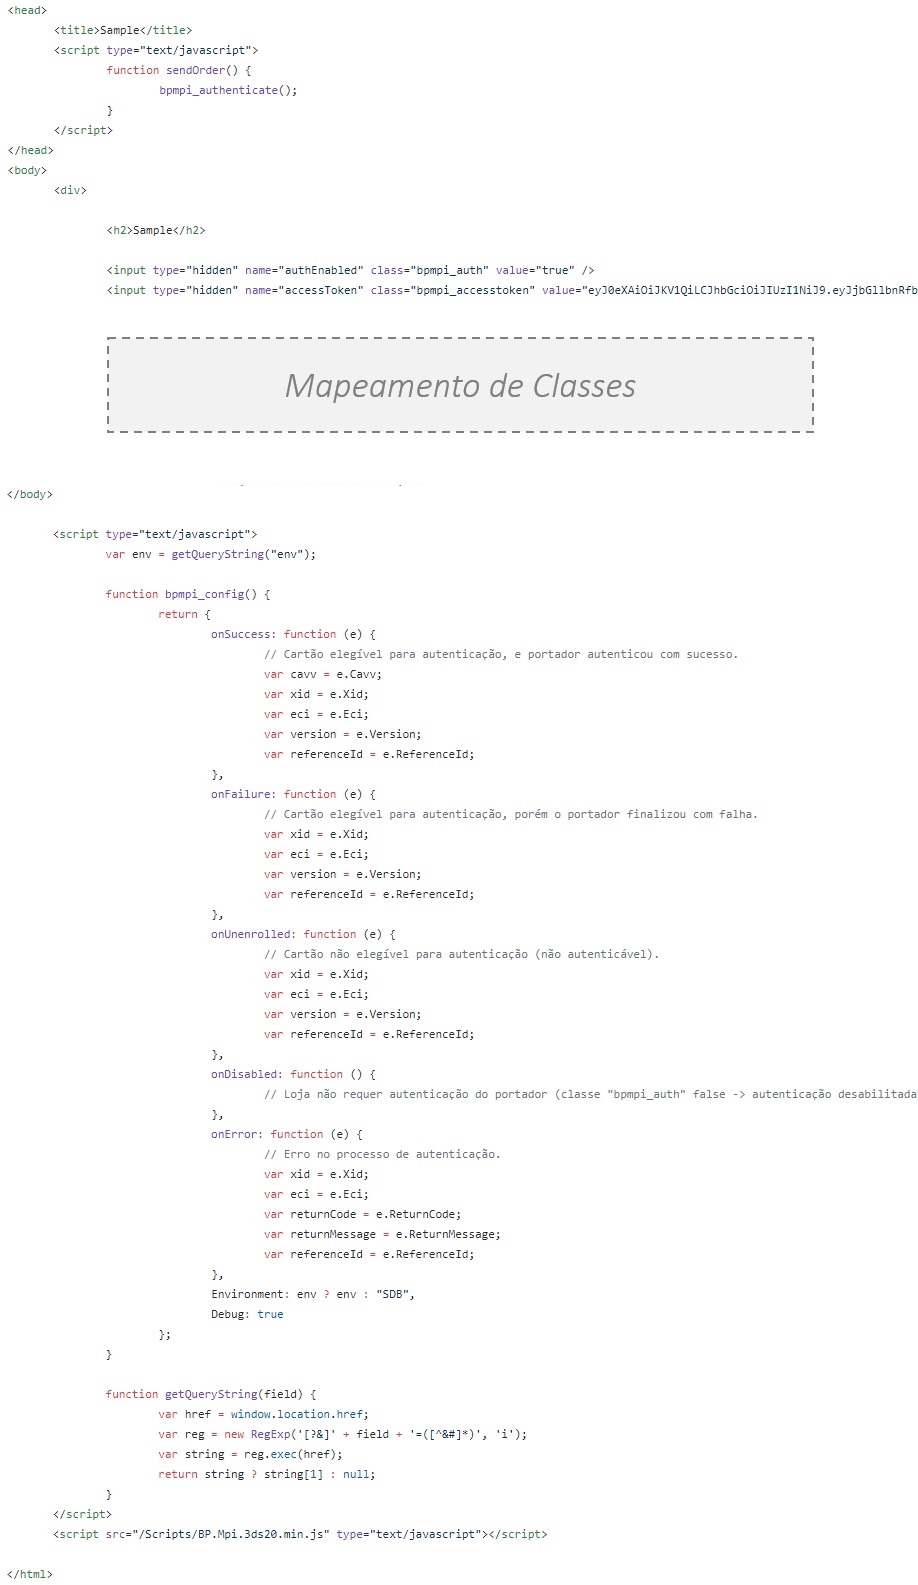 <head>
<title>Sample</title>
<script type="text/javascript">
function sendOrder() {
bpmpi_authenticate();
}
</script>
</head>
<body>
<div>
<h2>Sample</h2>
<input type="hidden" name="authEnabled" class="bpmpi_auth" value="true" />
<input type="hidden" name="accessToken" class="bpmpi_accesstoken" value="eyJ0eXAiOiJKV1QiLCJhbGciOiJIUzI1NiJ9.eyJjbGllbnRfb
Mapeamento de Classes
</body>
<script type="text/javascript">
var env = getQueryString("env");
function bpmpi_config() {
return {
onSuccess: function (e) {
// Cartão elegível para autenticação, e portador autenticou com sucesso.
var cavv = e.Cavv;
var xid = e.Xid;
var eci = e.Eci;
var version = e.Version;
var referenceId = e.ReferenceId;
},
onFailure: function (e) {
// Cartão elegível para autenticação, porém o portador finalizou com falha.
var xid = e.Xid;
var eci = e.Eci;
var version = e.Version;
var referenceId = e.ReferenceId;
},
onUnenrolled: function (e) {
// Cartão não elegível para autenticação (não autenticável).
var xid = e.Xid;
var eci = e.Eci;
var version = e.Version;
var referenceId = e.ReferenceId;
},
onDisabled: function () {
// Loja não requer autenticação do portador (classe "bpmpi_auth" false -> autenticação desabilitada
},
onError: function (e) {
// Erro no processo de autenticação.
var xid = e.Xid;
var eci = e.Eci;
var returnCode = e.ReturnCode;
var returnMessage = e.ReturnMessage;
var referenceId = e.ReferenceId;
},
Environment: env ? env : "SDB",
Debug: true
};
}
function getQueryString(field) {
var href = window.location.href;
var reg = new RegExp('[?&]' + field + '=([^&#]*)', 'i');
var string = reg.exec(href);
return string ? string[1] : null;
}
</script>
<script src="/Scripts/BP.Mpi.3ds20.min.js" type="text/javascript"></script>
</html>